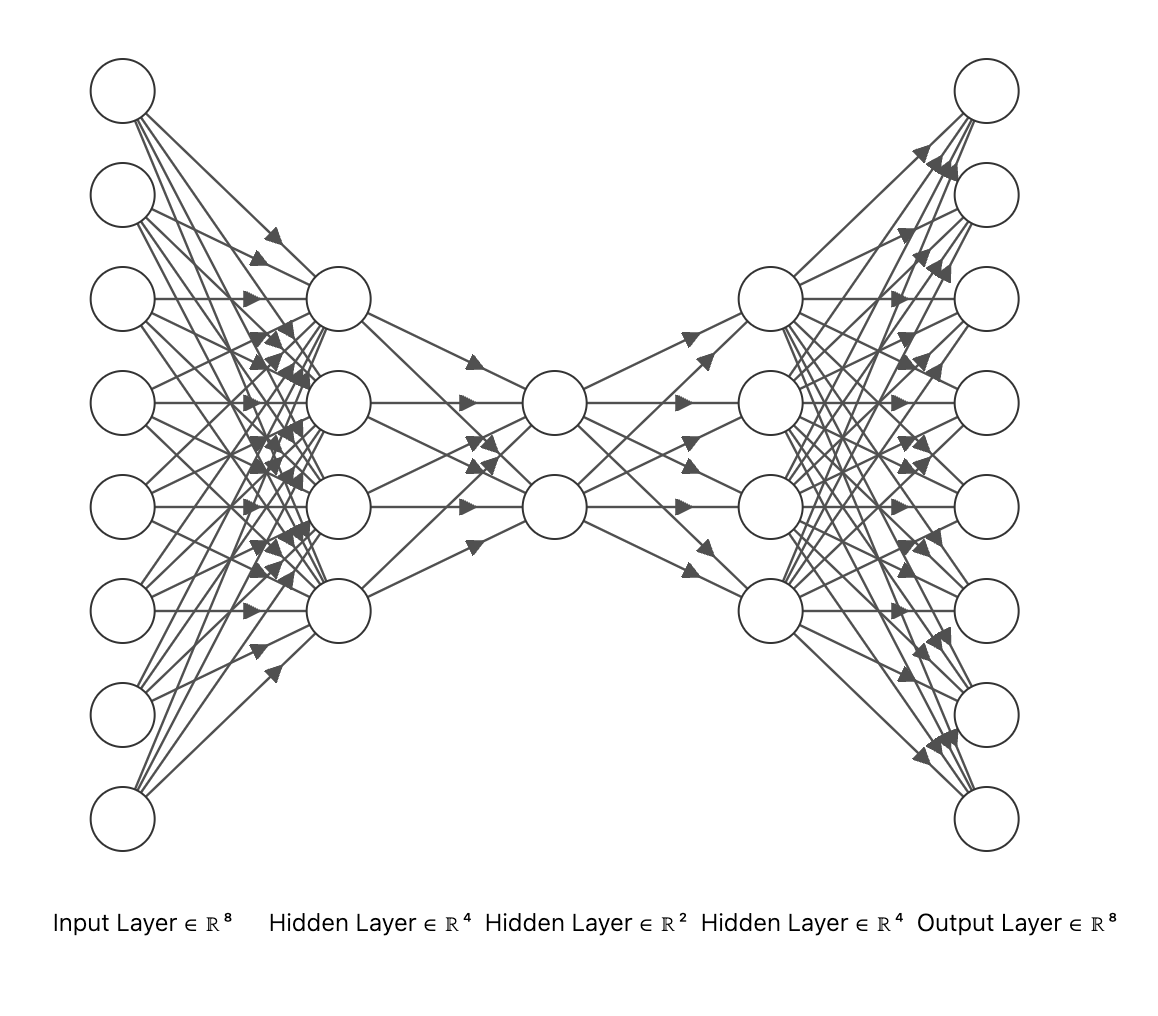 Input Layer ∈ ℝ⁸ Hidden Layer ∈ ℝ⁴ Hidden Layer ∈ ℝ² Hidden Layer ∈ ℝ⁴ Output Layer ∈ ℝ⁸